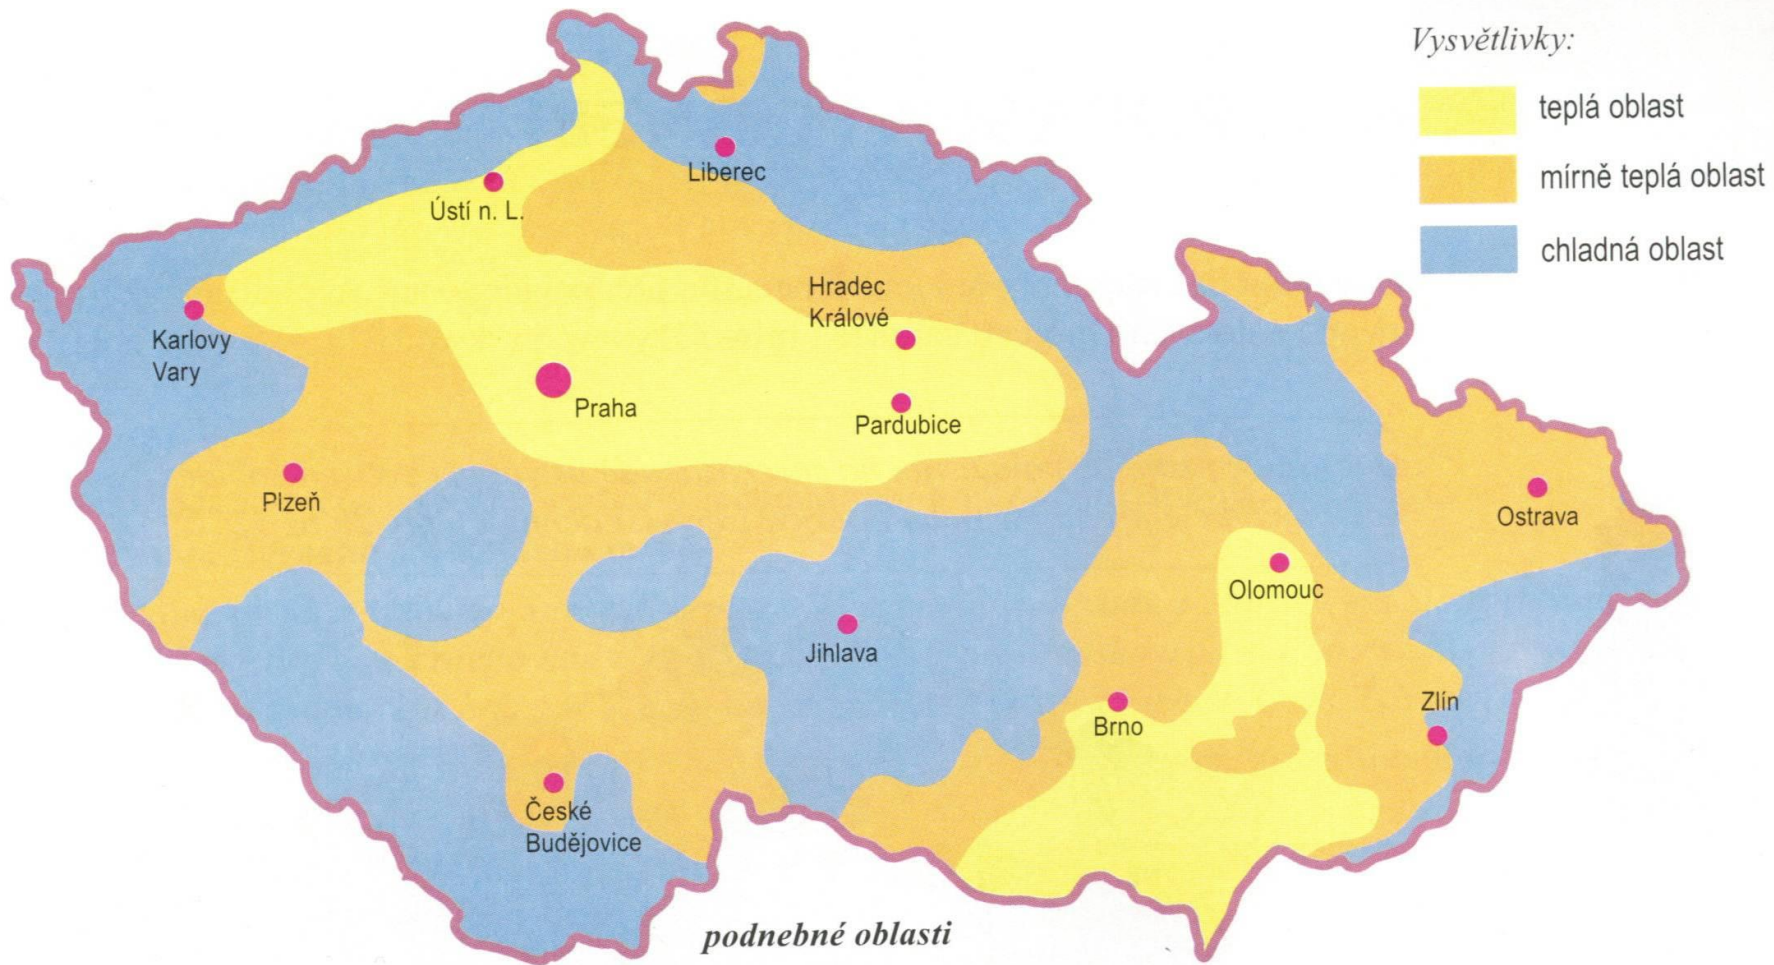 Vysvětlivky:
teplá oblast
mírně teplá oblast
chladná oblast
Liberec
Ústí n. L.
Hradec
Králové
Karlovy
Vary
Praha
Pardubice
Plzeň
Ostrava
Olomouc
Jihlava
Zlín
Brno
České
Budějovice
podnebné oblasti